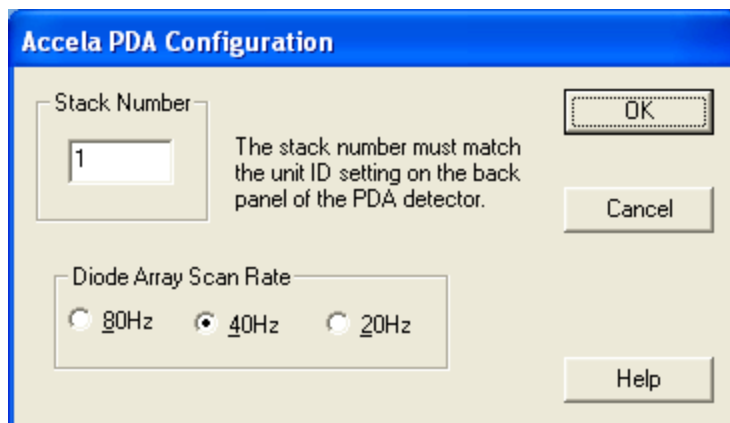 Accela PDA Configuration
Stack Number
1
The stack number must match
the unit ID setting on the back
panel of the PDA detector.
OK
Cancel
Diode Array Scan Rate
80Hz
40Hz
20Hz
Help